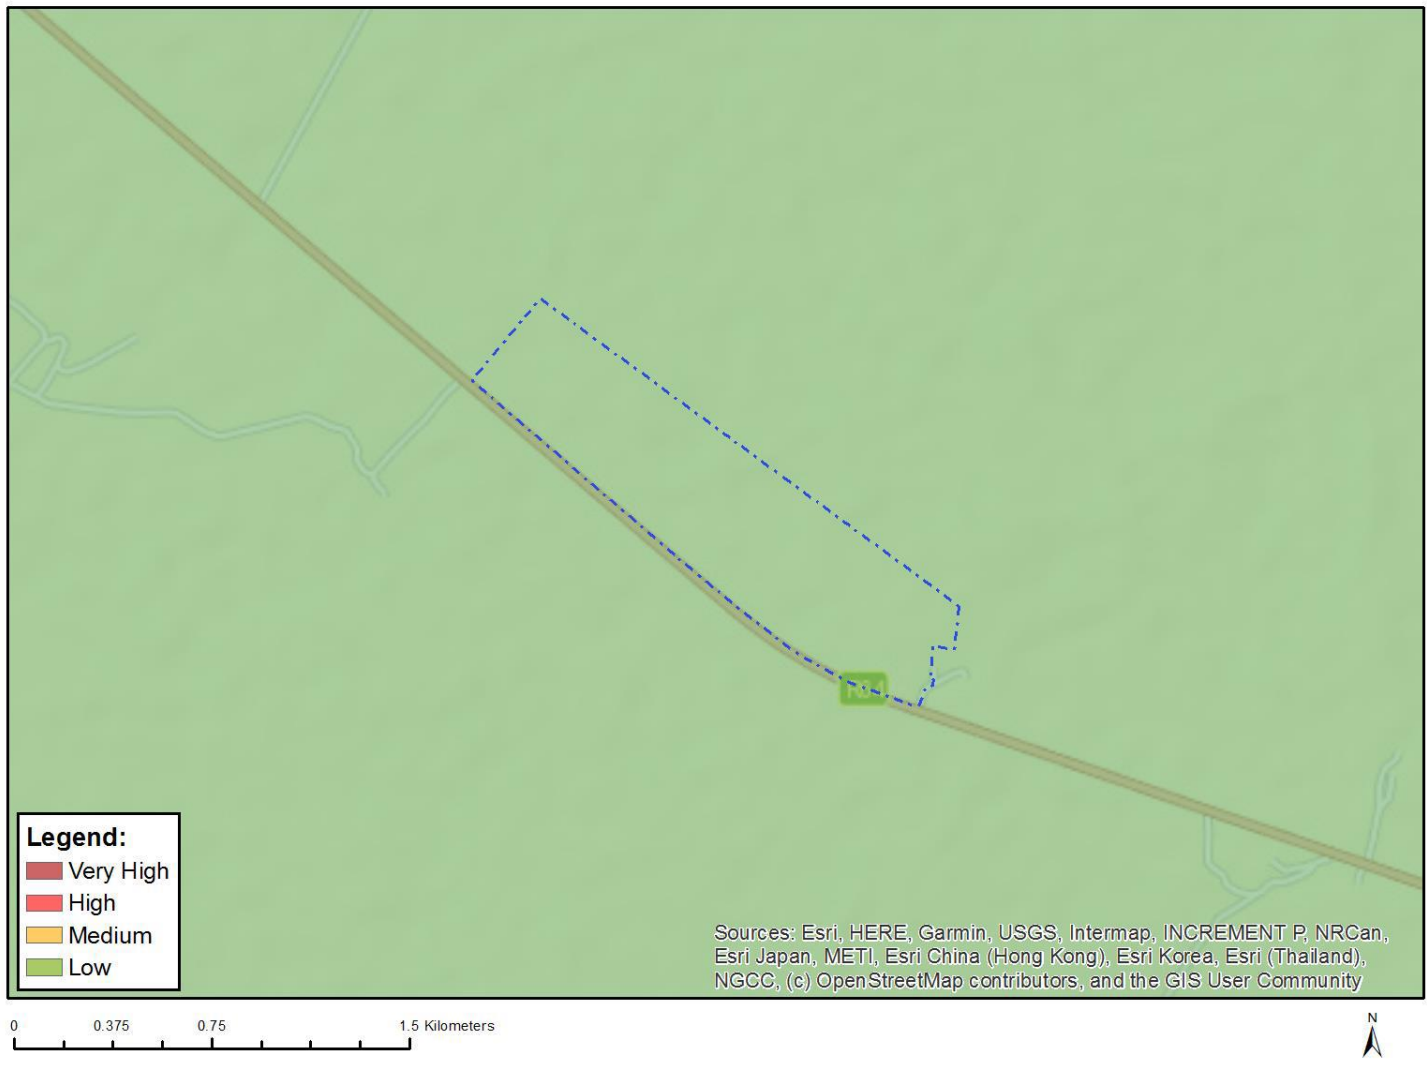 R34
Legend:
Very High
High
Medium
Low
Sources: Esri, HERE, Garmin, USGS, Intermap, INCREMENT P, NRCan,
Esri Japan, METI, Esri China (Hong Kong), Esri Korea, Esri (Thailand),
NGCC, (c) OpenStreetMap contributors, and the GIS User Community
0 0.375 0.75 1.5 Kilometers
N